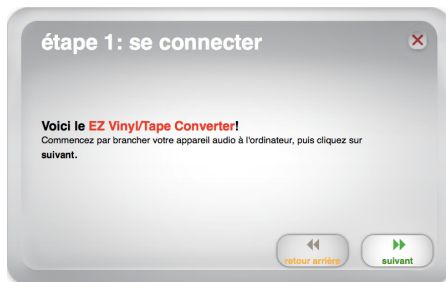 étape 1: se connecter
Voici le EZ Vinyl/Tape Converter!
Commencez par brancher votre appareil audio à l'ordinateur, puis cliquez sur
suivant.
retour arrière
suivant